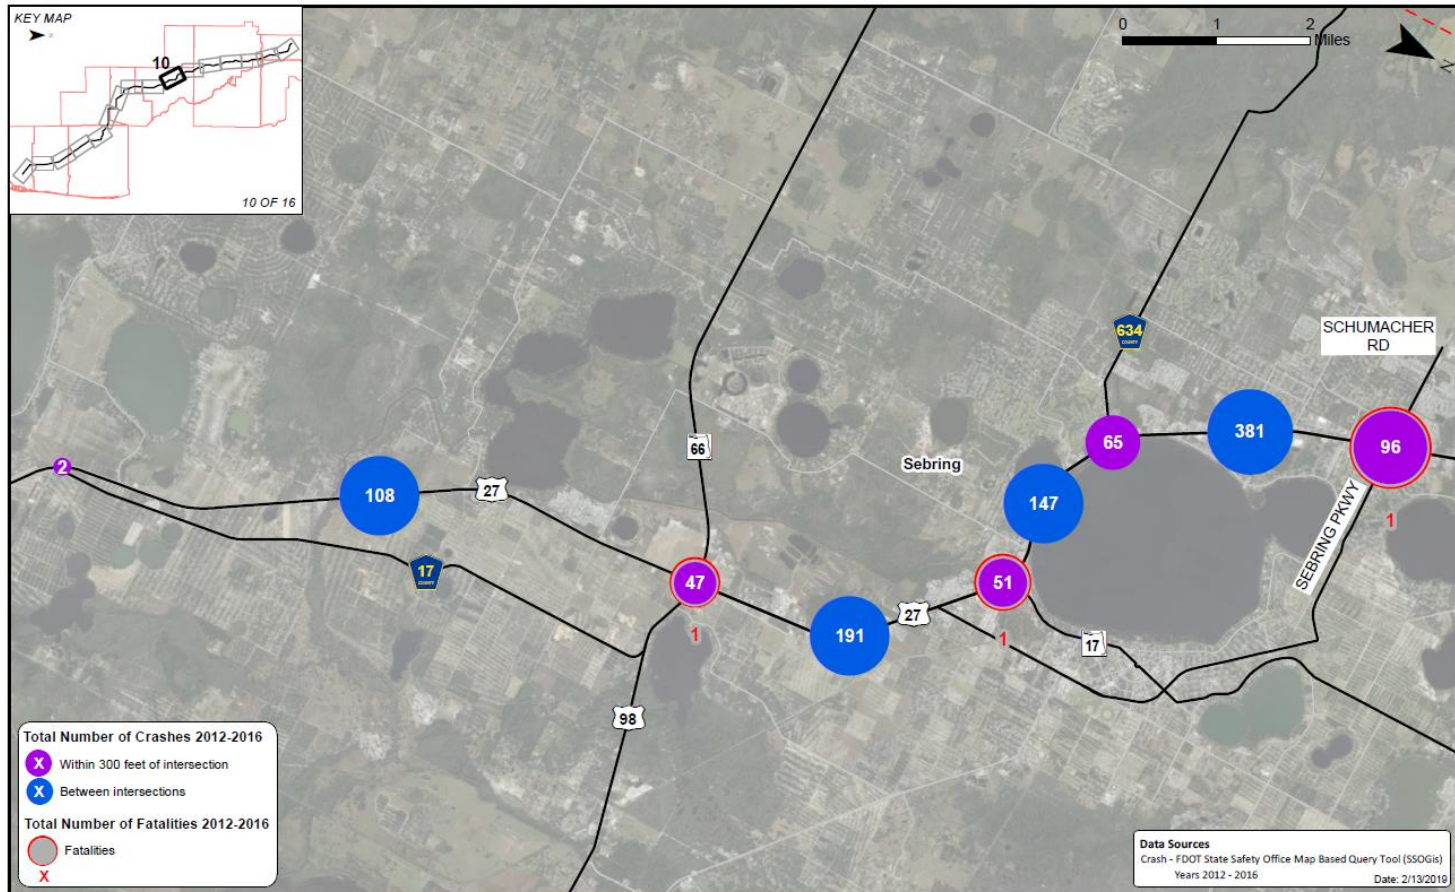 KEY MAP
10
10 OF 16
0 1 2
Miles
N
634
COUNTY
SCHUMACHER
RD
66
Sebring
65
381
96
2
108
27
147
SEBRING PKWY
1
17
COUNTY
47
51
27
1
191
1
17
98
Total Number of Crashes 2012-2016
X Within 300 feet of intersection
X Between intersections
Total Number of Fatalities 2012-2016
Fatalities
X
Data Sources
Crash - FDOT State Safety Office Map Based Query Tool (SSOGis)
Years 2012 - 2016
Date: 2/13/2019